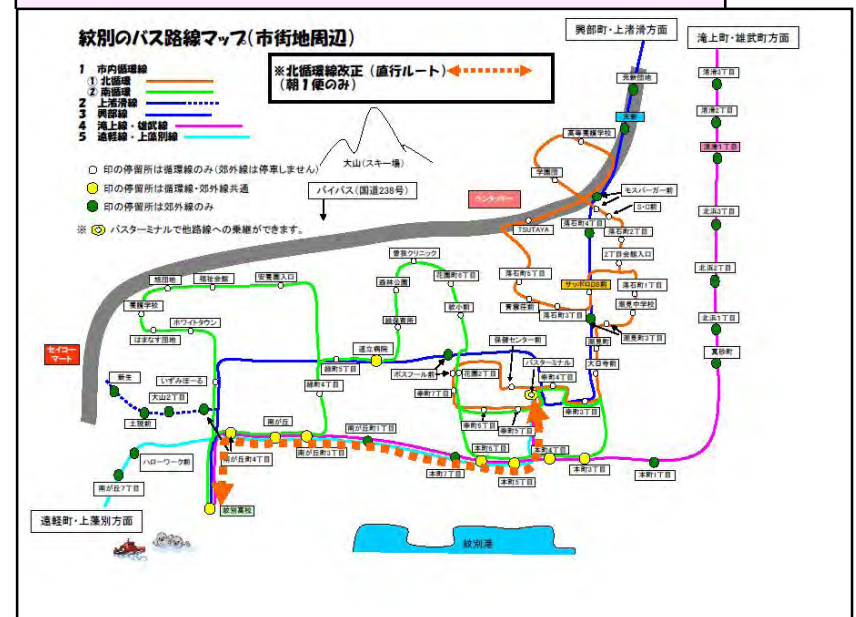 紋別のバス路線マップ(市街地周辺)
1 市内循環線
① 北循環
② 南循環
2 上渚滑線
3 興部線
4 滝上線・雄武線
5 遠軽線・上藻別線
※北循環線改正(直行ルート)
(朝1便のみ)
興部町・上渚滑方面
滝上町・雄武町方面
○ 印の停留所は循環線のみ(郊外線は停車しません)
印の停留所は循環線・郊外線共通
印の停留所は郊外線のみ
※ バスターミナルで他路線への乗継ができます。
大山(スキー場)
バイパス(国道238号)
元新団地
元新
高等養護学校
学園団
モスバーガー前
S・C前
TSUTAYA
落石町4丁目
落石町2丁目
2丁目会館入口
落石町5丁目
サッポロDS前
落石町1丁目
潮見中学校
落石町3丁目
潮見町
潮見町3丁目
大日寺前
渚滑3丁目
渚滑2丁目
渚滑1丁目
北浜3丁目
北浜2丁目
北浜1丁目
真砂町
曽我クリニック
森林公園
花園町6丁目
緑保育所
紋小前
旭団地
福祉会館
安養園入口
養護学校
ホワイトタウン
はまなす団地
道立病院
緑町5丁目
緑町4丁目
ボスフール前
花園2丁目
保健センター前
バスターミナル
幸町4丁目
幸町7丁目
幸町6丁目
幸町5丁目
幸町3丁目
セイコーマート
新生
大山2丁目
いずみぼーる
土現前
南が丘
南が丘町1丁目
南が丘町3丁目
南が丘町4丁目
ハローワーク前
南が丘7丁目
紋別高校
本町7丁目
本町6丁目
本町5丁目
本町4丁目
本町3丁目
本町1丁目
遠軽町・上藻別方面
紋別港